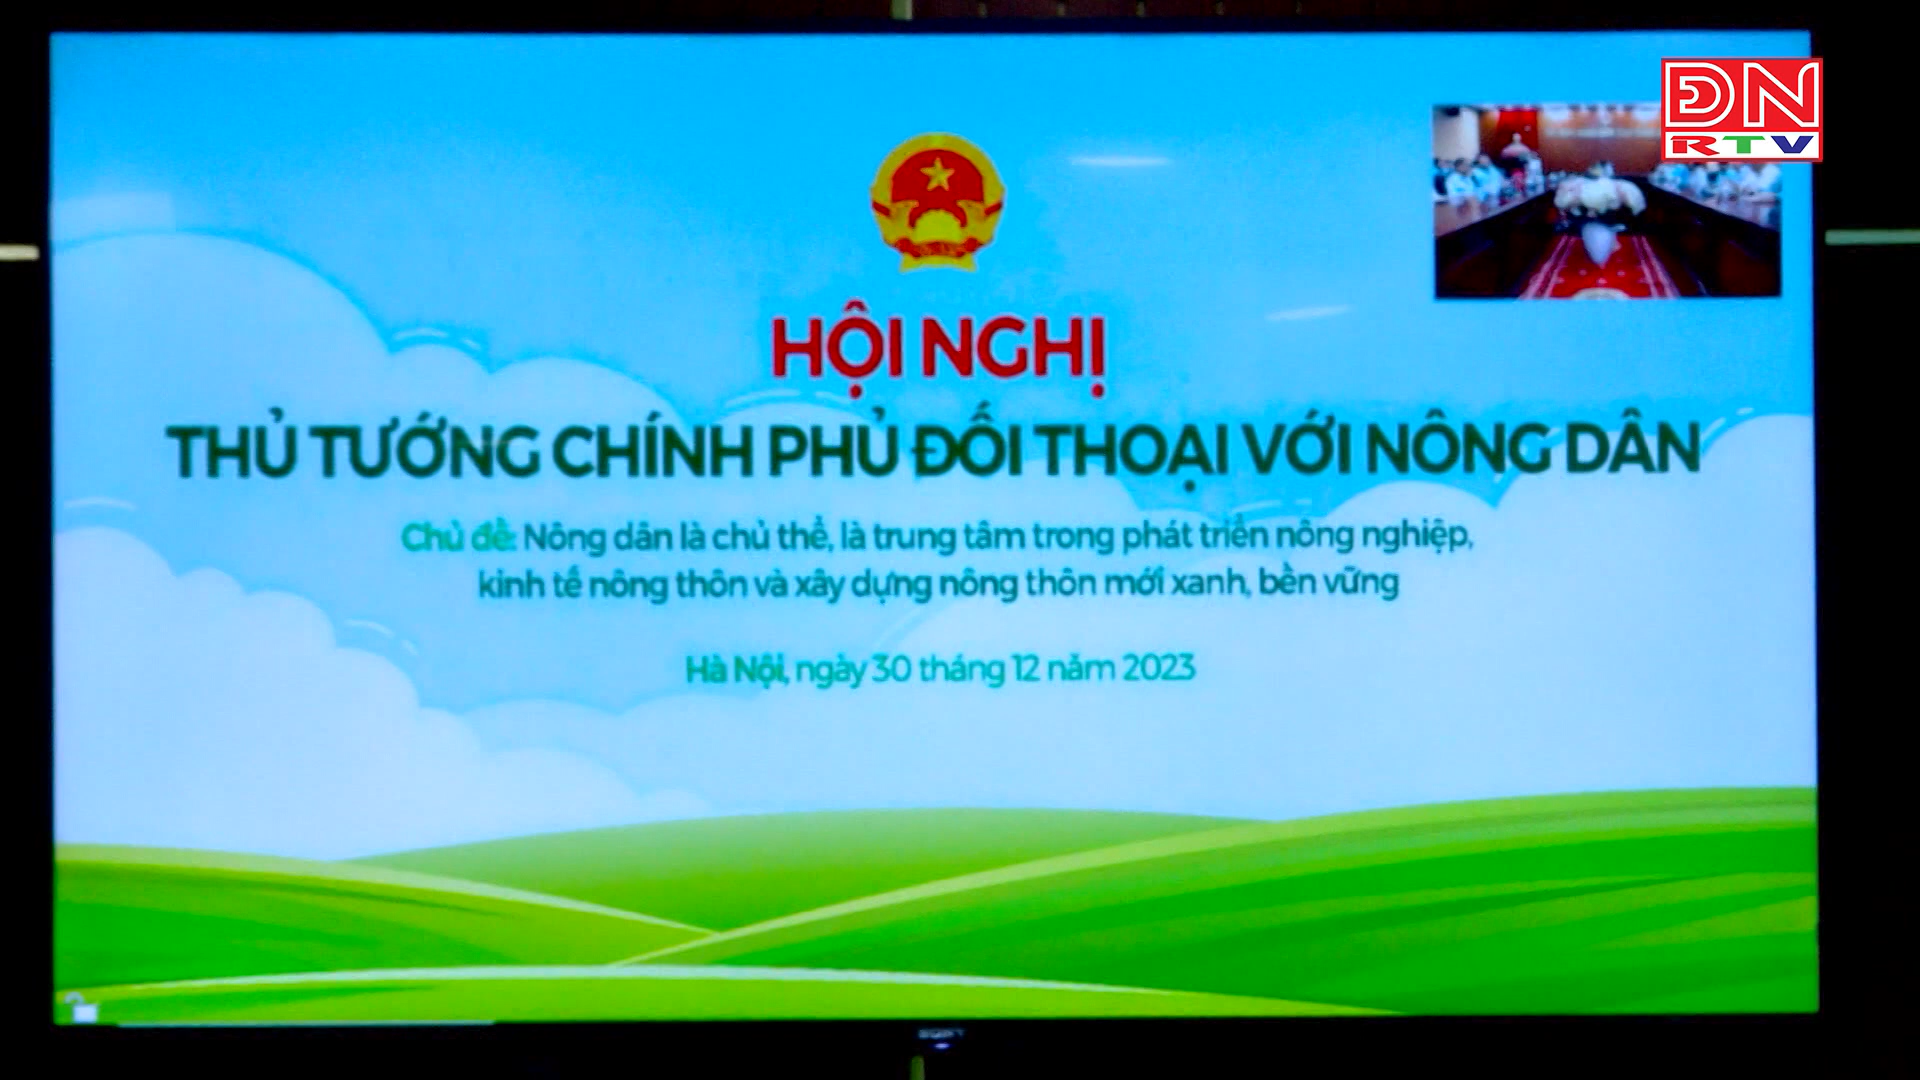 ĐN
RTV
HỘI NGHỊ
THỦ TƯỚNG CHÍNH PHỦ ĐỐI THOẠI VỚI NÔNG DÂN
Chủ đề: Nông dân là chủ thể, là trung tâm trong phát triển nông nghiệp,
kinh tế nông thôn và xây dựng nông thôn mới xanh, bền vững
Hà Nội, ngày 30 tháng 12 năm 2023
SONY